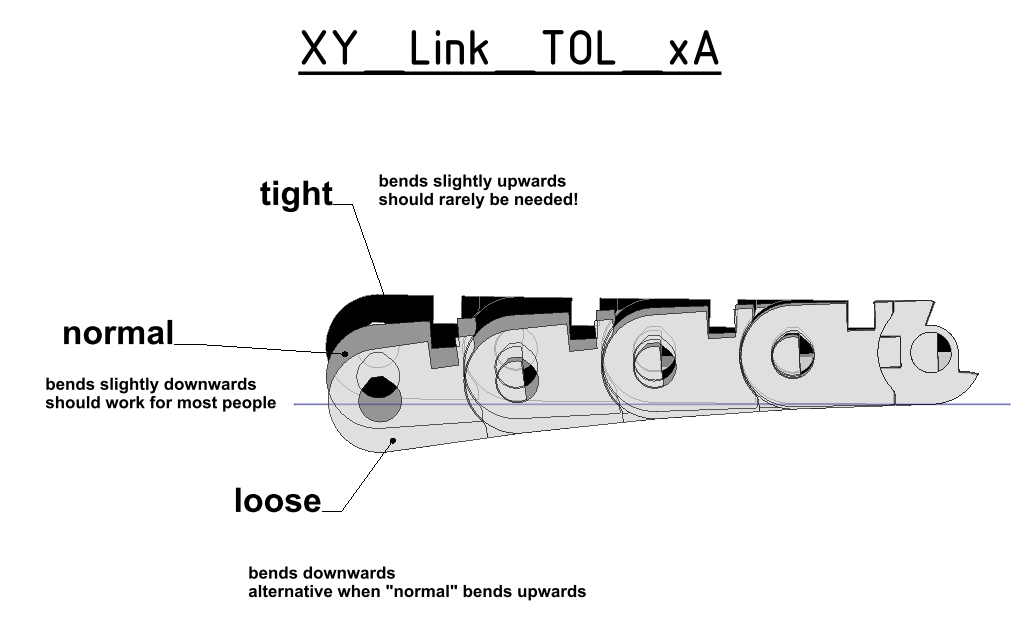 XY__Link__TOL__xA
tight
bends slightly upwards
should rarely be needed!
normal
bends slightly downwards
should work for most people
loose
bends downwards
alternative when "normal" bends upwards